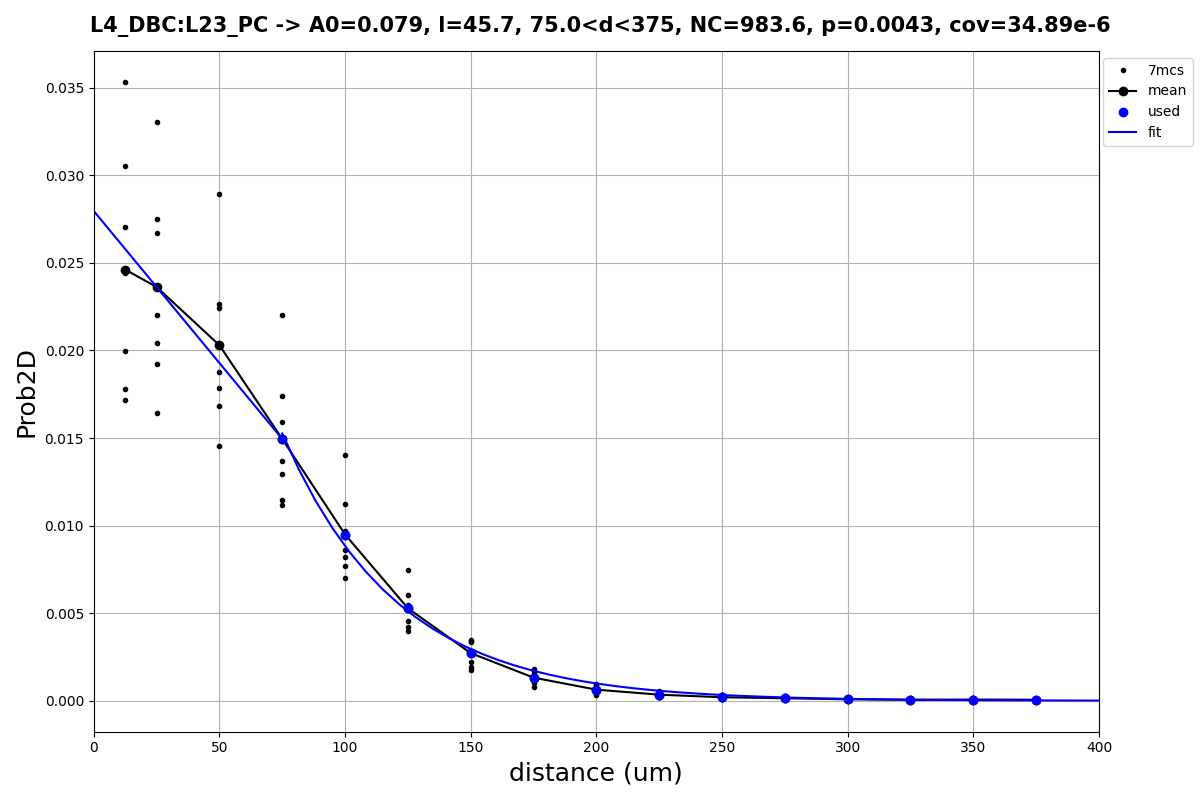 L4_DBC:L23_PC -> A0=0.079, l=45.7, 75.0<d<375, NC=983.6, p=0.0043, cov=34.89e-6
7mcs
mean
used
fit
0.035
0.030
0.025
0.020
0.015
0.010
0.005
0.000
Prob2D
0 50 100 150 200 250 300 350 400
distance (um)